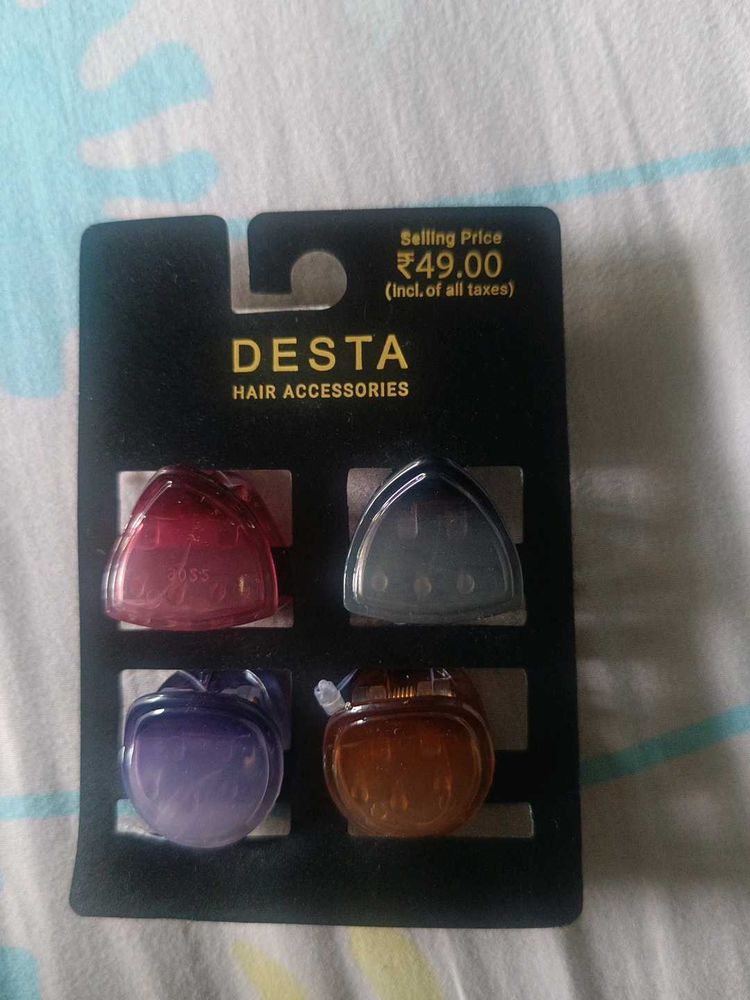 Selling Price
₹49.00
(incl. of all taxes)
DESTA
HAIR ACCESSORIES